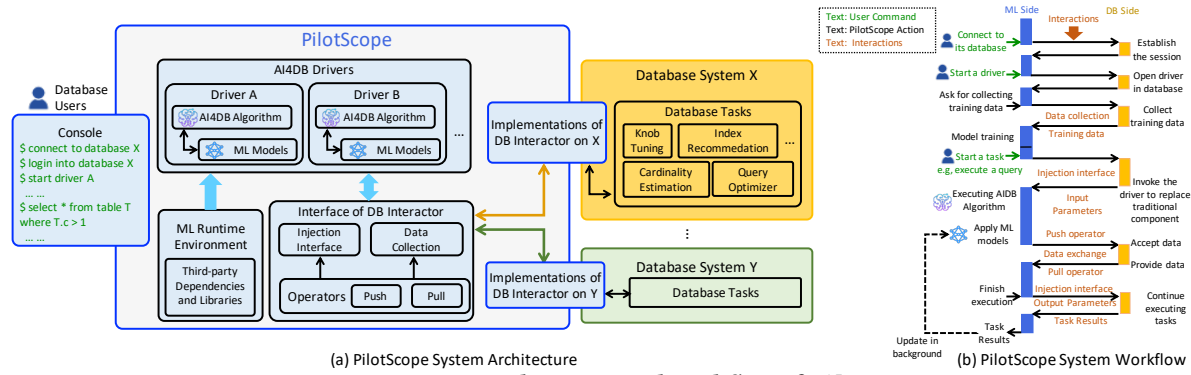 PilotScope
Database
Users
Console
$ connect to database X
$ login into database X
$ start driver A
... ...
$ select * from table T
where T.c > 1
... ...
AI4DB Drivers
Driver A
AI4DB Algorithm
ML Models
Driver B
AI4DB Algorithm
ML Models
...
ML Runtime
Environment
Third-party
Dependencies
and Libraries
Interface of DB Interactor
Injection
Interface
Data
Collection
Operators
Push
Pull
Implementations of
DB Interactor on X
Implementations of
DB Interactor on Y
Database System X
Database Tasks
Knob
Tuning
Index
Recommedation
...
Cardinality
Estimation
Query
Optimizer
...
Database System Y
Database Tasks
(a) PilotScope System Architecture
Text: User Command
Text: PilotScope Action
Text: Interactions
ML Side
DB Side
Interactions
Connect to
its database
Establish
the session
Start a driver
Open driver
in database
Ask for collecting
training data
Data collection
Collect
training data
Training data
Model training
Start a task
e.g, execute a query
Injection interface
Invoke the
driver to replace
traditional
component
Executing AIDB
Algorithm
Input
Parameters
Apply ML
models
Push operator
Accept data
Data exchange
Provide data
Pull operator
Finish
execution
Injection interface
Output Parameters
Continue
executing
tasks
Task Results
Task
Results
Update in
background
(b) PilotScope System Workflow